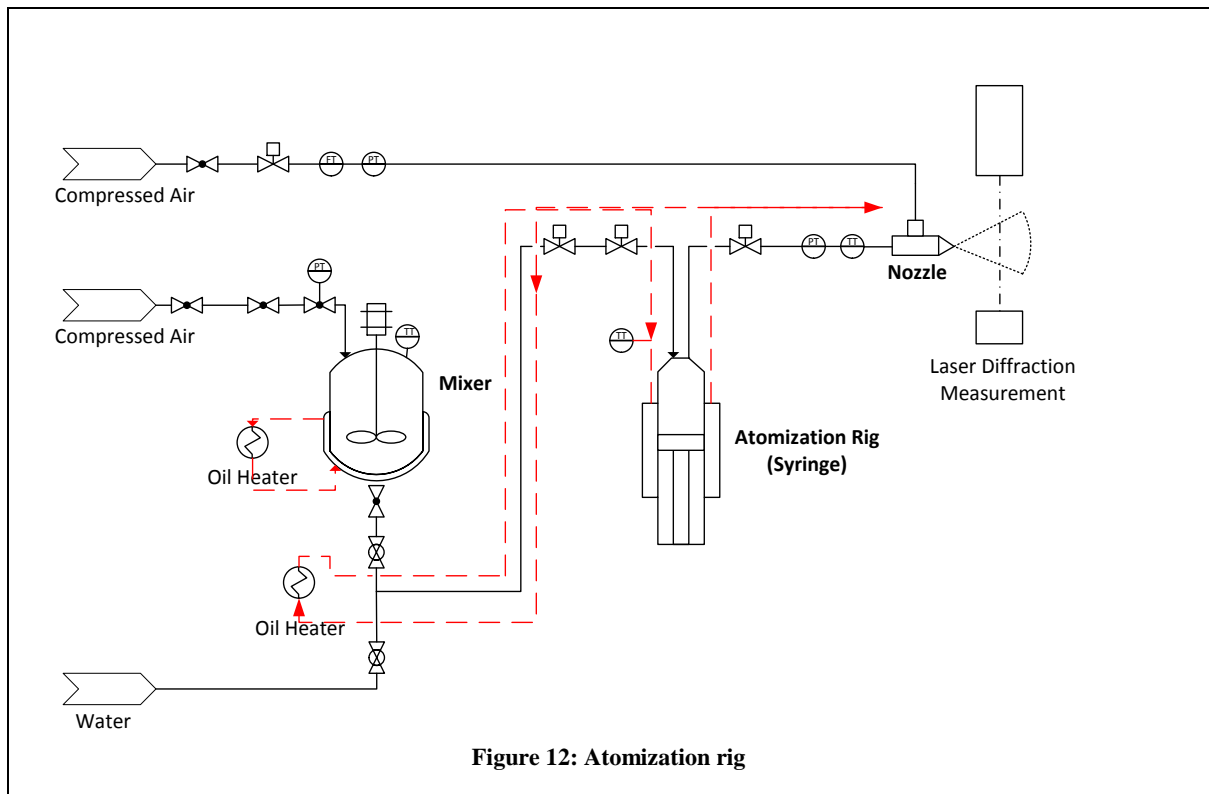 FT
PT
Compressed Air
PT
Compressed Air
TT
Mixer
Oil Heater
Oil Heater
Water
PT
TT
Nozzle
TT
Laser Diffraction
Measurement
Atomization Rig
(Syringe)
Figure 12: Atomization rig